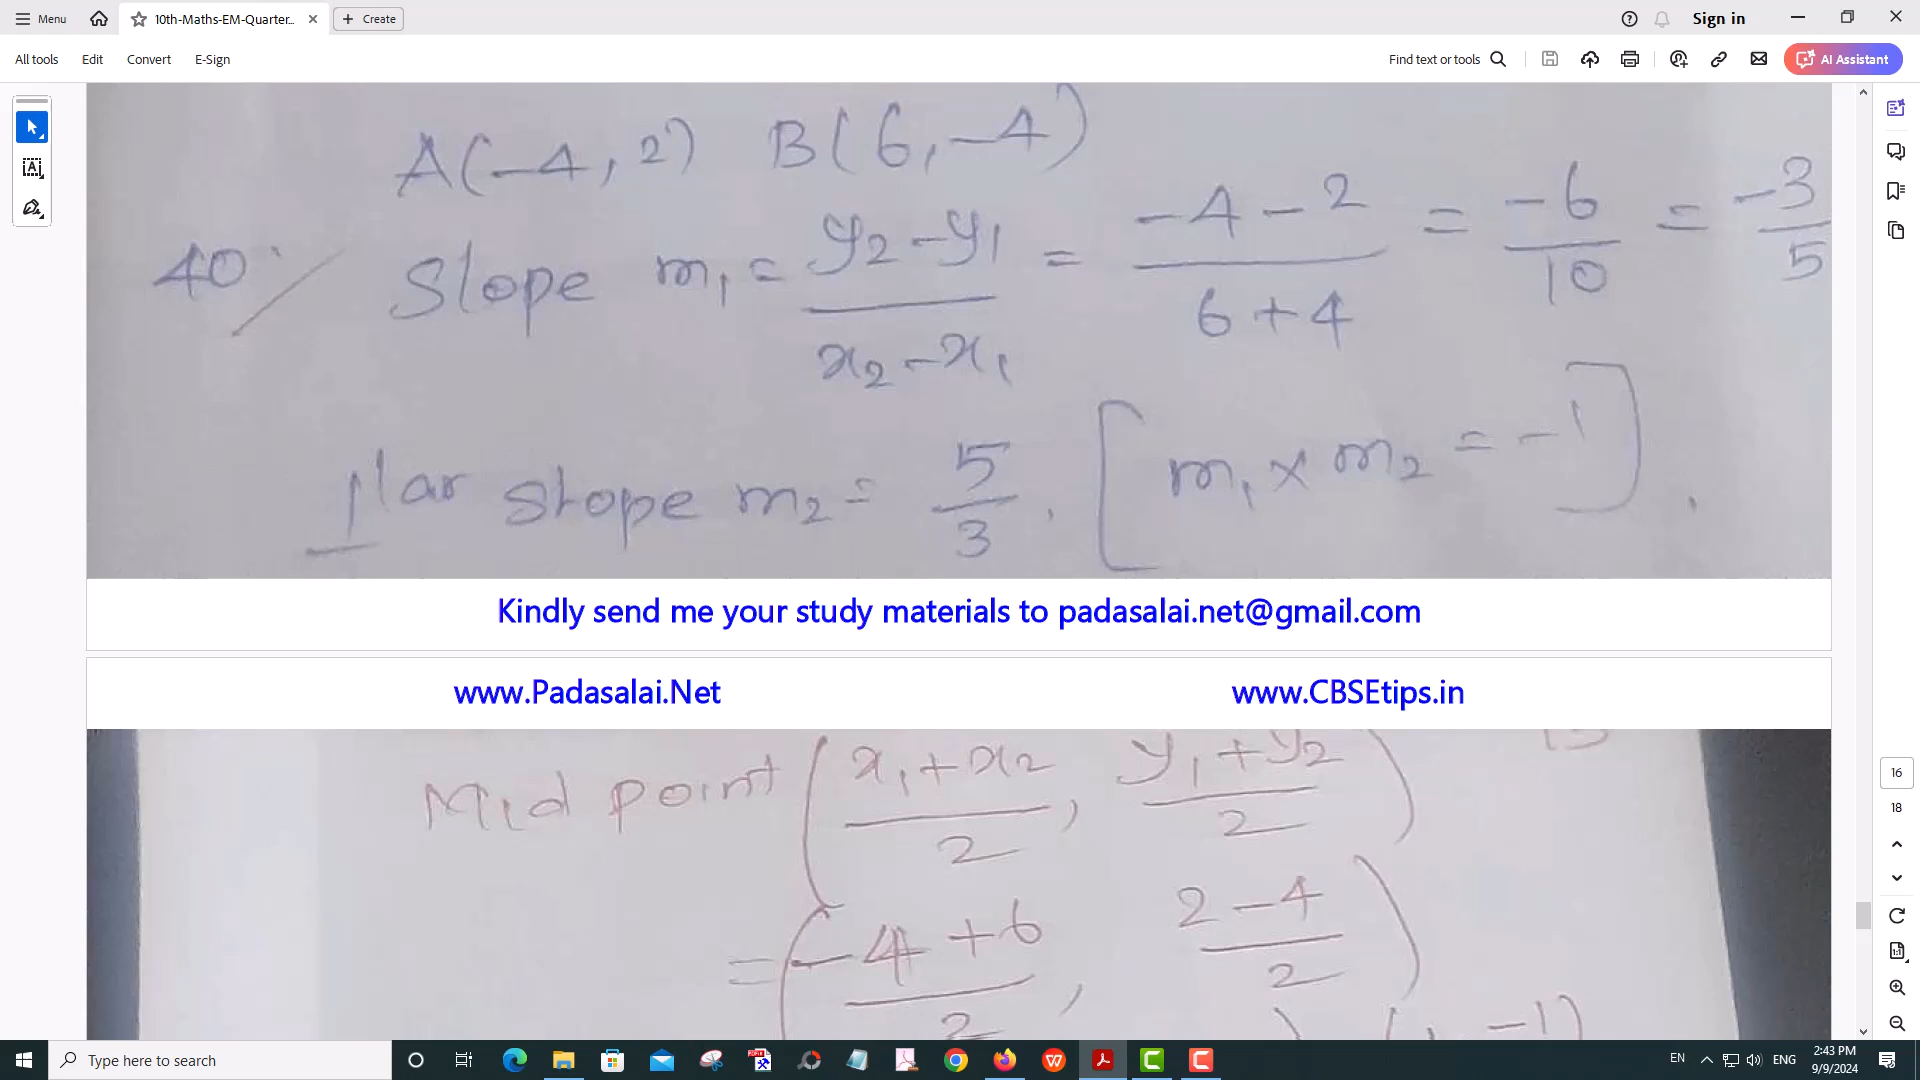 Menu
10th-Maths-EM-Quarter...
Create
Sign in
All tools Edit Convert E-Sign
Find text or tools
AI Assistant
A(-4, 2) B(6, -4)
40. Slope m₁ = y₂-y₁ / x₂-x₁ = -4-2 / 6+4 = -6/10 = -3/5
⊥lar slope m₂ = 5/3. [m₁ × m₂ = -1].
Kindly send me your study materials to padasalai.net@gmail.com
www.Padasalai.Net www.CBSEtips.in
Mid point (x₁+x₂ / 2, y₁+y₂ / 2)
= (-4+6 / 2, 2-4 / 2)
16
18
Type here to search
EN
ENG
2:43 PM
9/9/2024